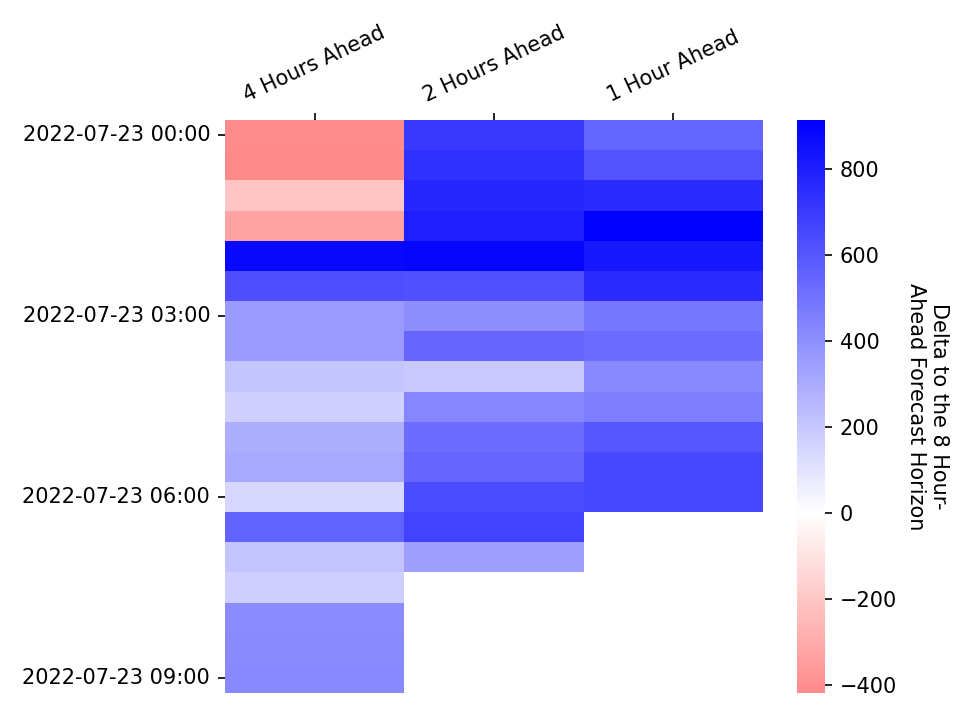 4 Hours Ahead
2 Hours Ahead
1 Hour Ahead
2022-07-23 00:00
2022-07-23 03:00
2022-07-23 06:00
2022-07-23 09:00
800
600
400
200
0
−200
−400
Delta to the 8 Hour-
Ahead Forecast Horizon